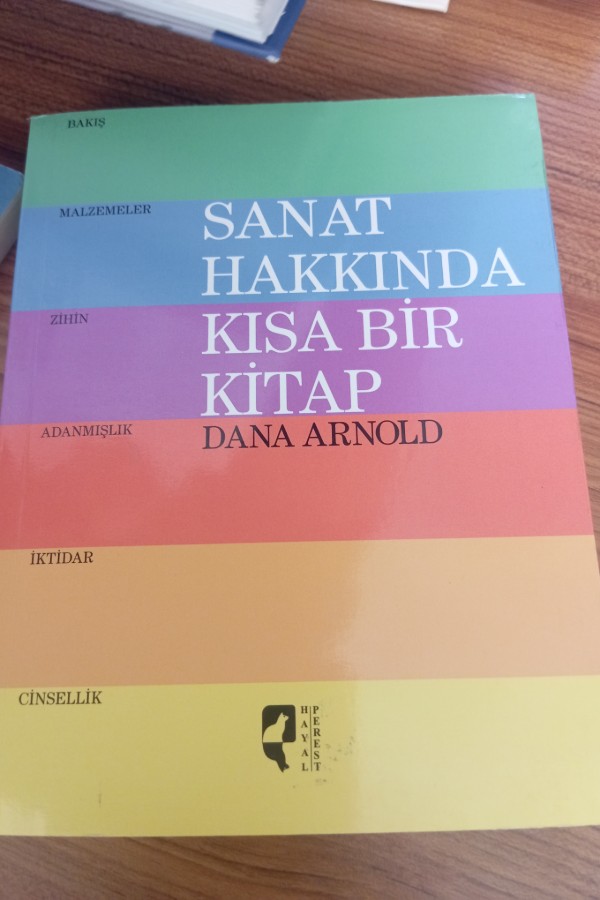 BAKIŞ
MALZEMELER
SANAT
HAKKINDA
ZİHİN
KISA BİR
KİTAP
ADANMIŞLIK
DANA ARNOLD
İKTİDAR
CİNSELLİK
HAYAL
PEREST